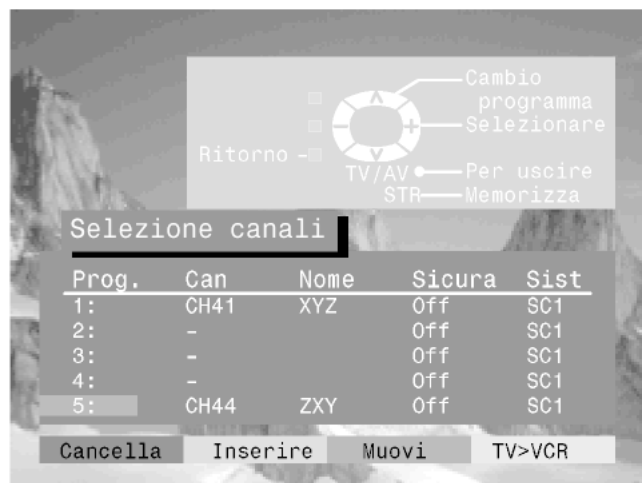 Cambio
programma
- + Selezionare
Ritorno -
TV/AV Per uscire
STR Memorizza
Selezione canali
Prog. Can Nome Sicura Sist
1: CH41 XYZ Off SC1
2: - Off SC1
3: - Off SC1
4: - Off SC1
5: CH44 ZXY Off SC1
Cancella Inserire Muovi TV>VCR